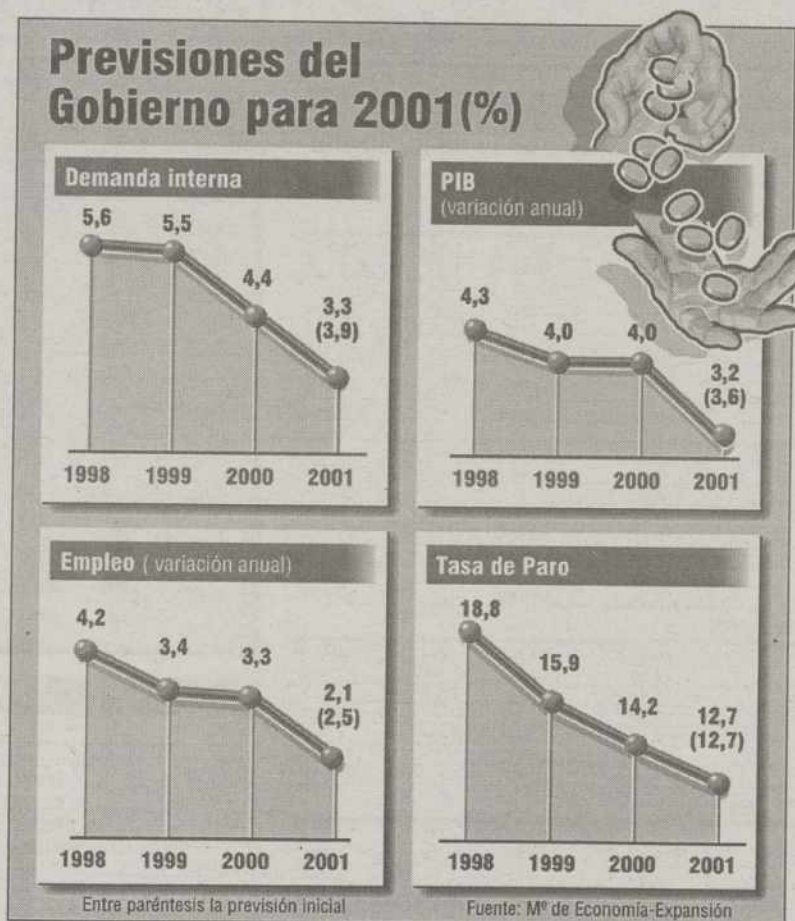 Previsiones del
Gobierno para 2001(%)
Demanda interna
5,6
5,5
4,4
3,3
(3,9)
1998 1999 2000 2001
PIB
(variación anual)
4,3
4,0
4,0
3,2
(3,6)
1998 1999 2000 2001
Empleo ( variación anual)
4,2
3,4
3,3
2,1
(2,5)
1998 1999 2000 2001
Tasa de Paro
18,8
15,9
14,2
12,7
(12,7)
1998 1999 2000 2001
Entre paréntesis la previsión inicial
Fuente: Mº de Economía-Expansión